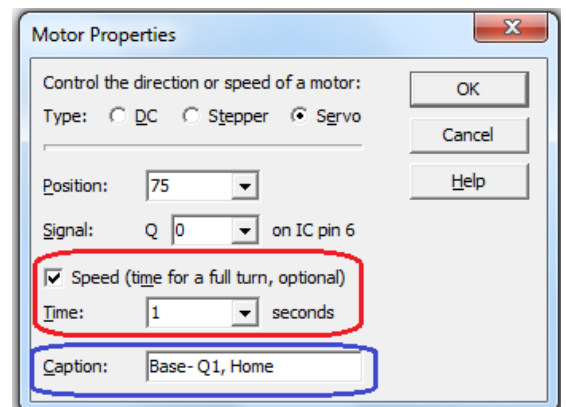 Motor Properties
Control the direction or speed of a motor:
OK
Type: DC Stepper Servo
Cancel
Position: 75
Help
Signal: Q 0 on IC pin 6
Speed (time for a full turn, optional)
Time: 1 seconds
Caption: Base- Q1, Home